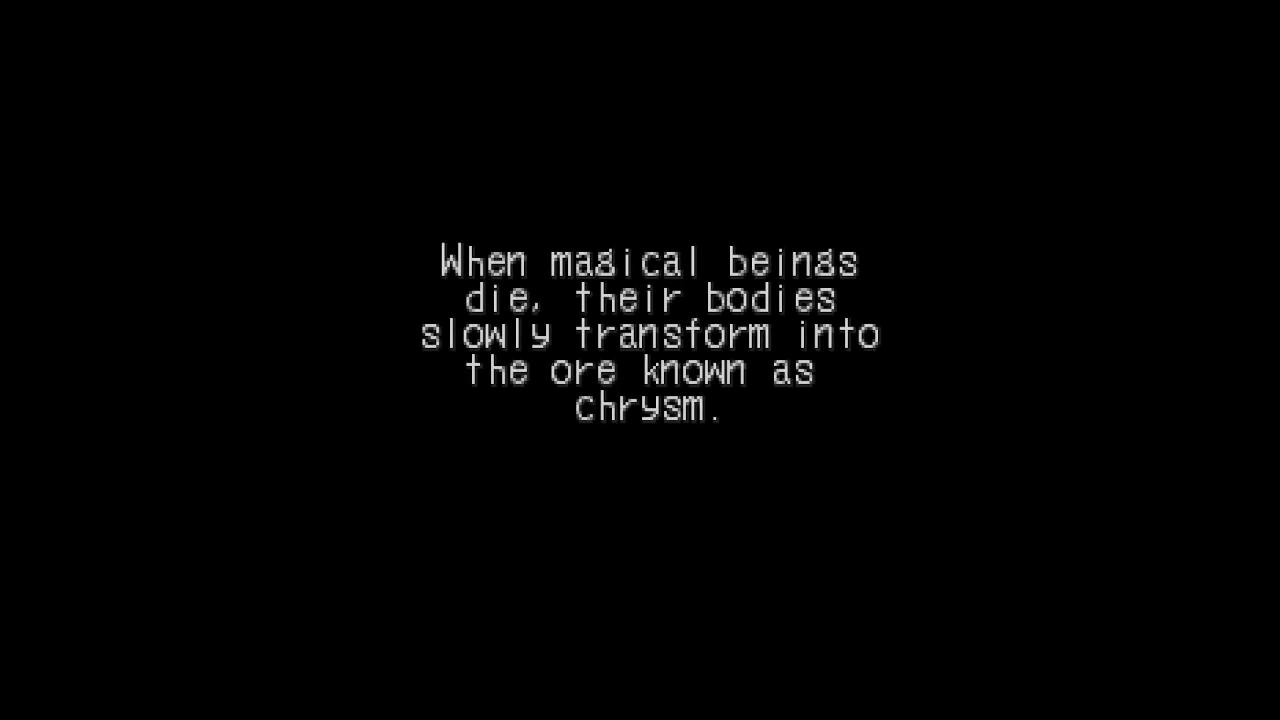 When magical beings
die, their bodies
slowly transform into
the ore known as
chrysm.